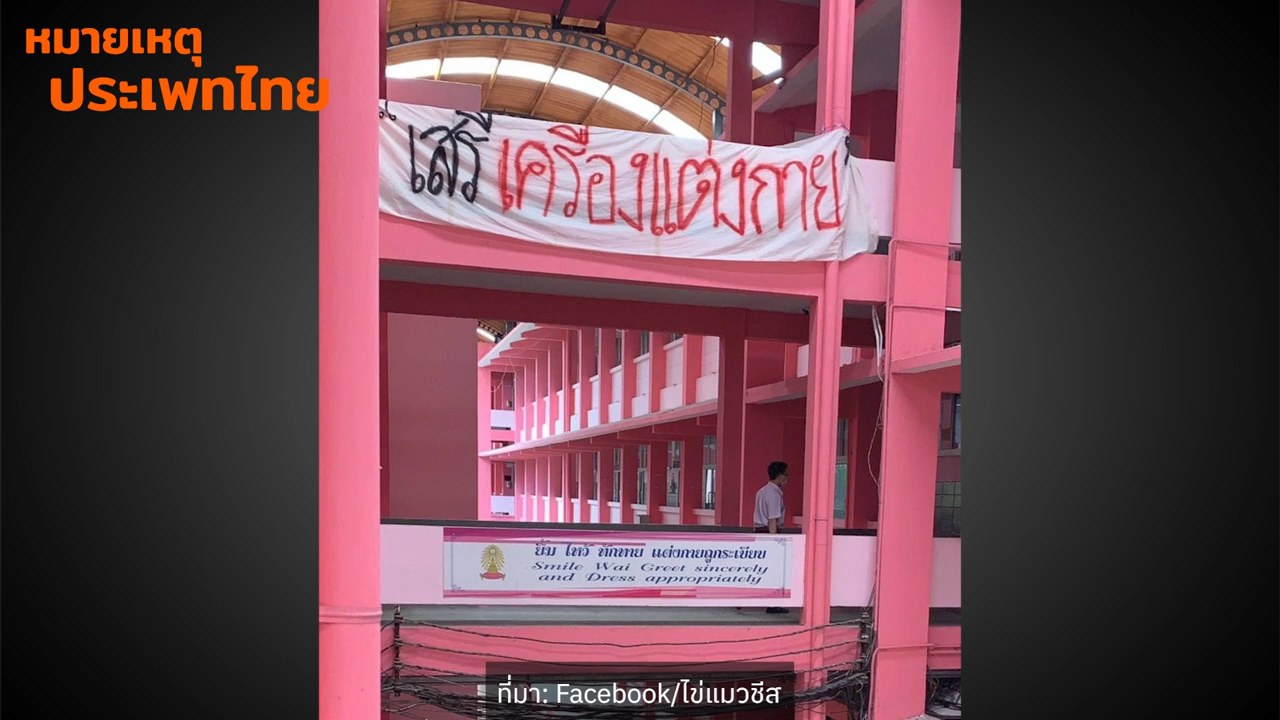 หมายเหตุ
ประเพทไทย
เสรีเครื่องแต่งกาย
ยิ้ม ไหว้ ทักทาย แต่งกายถูกระเบียบ
Smile Wai Greet sincerely
and Dress appropriately
ที่มา: Facebook/ไข่แมวชีส